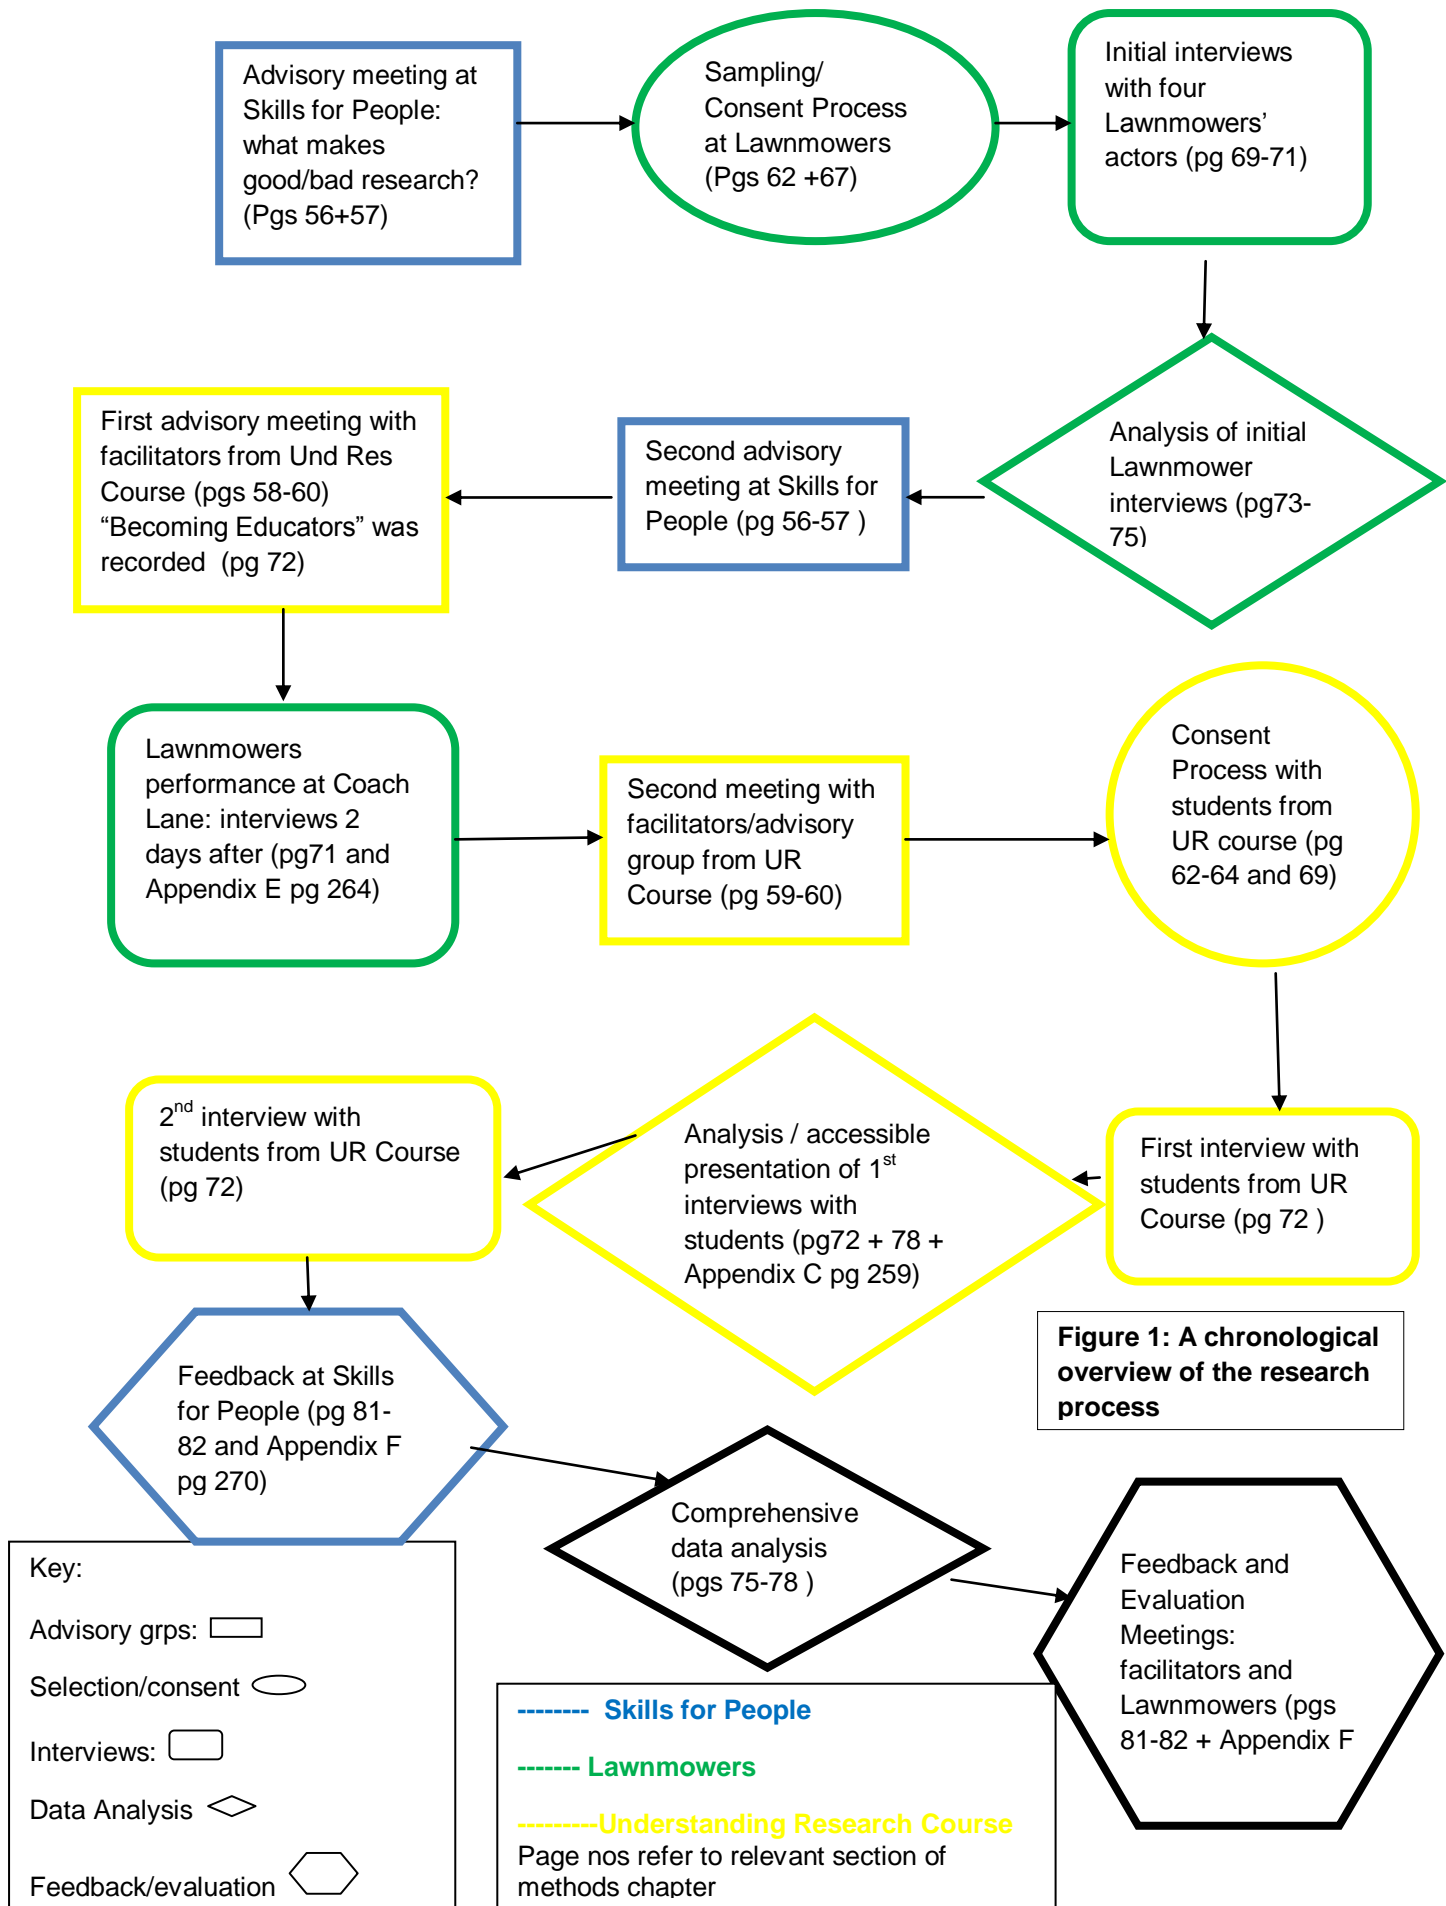 Advisory meeting at
Skills for People:
what makes
good/bad research?
(Pgs 56+57)
Sampling/
Consent Process
at Lawnmowers
(Pgs 62 +67)
Initial interviews
with four
Lawnmowers’
actors (pg 69-71)
Analysis of initial
Lawnmower
interviews (pg73-
75)
Second advisory
meeting at Skills for
People (pg 56-57 )
First advisory meeting with
facilitators from Und Res
Course (pgs 58-60)
“Becoming Educators” was
recorded  (pg 72)
Lawnmowers
performance at Coach
Lane: interviews 2
days after (pg71 and
Appendix E pg 264)
Second meeting with
facilitators/advisory
group from UR
Course (pg 59-60)
Consent
Process with
students from
UR course (pg
62-64 and 69)
First interview with
students from UR
Course (pg 72 )
Analysis / accessible
presentation of 1st
interviews with
students (pg72 + 78 +
Appendix C pg 259)
2nd interview with
students from UR Course
(pg 72)
Feedback at Skills
for People (pg 81-
82 and Appendix F
pg 270)
Comprehensive
data analysis
(pgs 75-78 )
Feedback and
Evaluation
Meetings:
facilitators and
Lawnmowers (pgs
81-82 + Appendix F
Figure 1: A chronological
overview of the research
process
Key:
Advisory grps:
Selection/consent
Interviews:
Data Analysis
Feedback/evaluation
-------- Skills for People
------- Lawnmowers
---------Understanding Research Course
Page nos refer to relevant section of
methods chapter